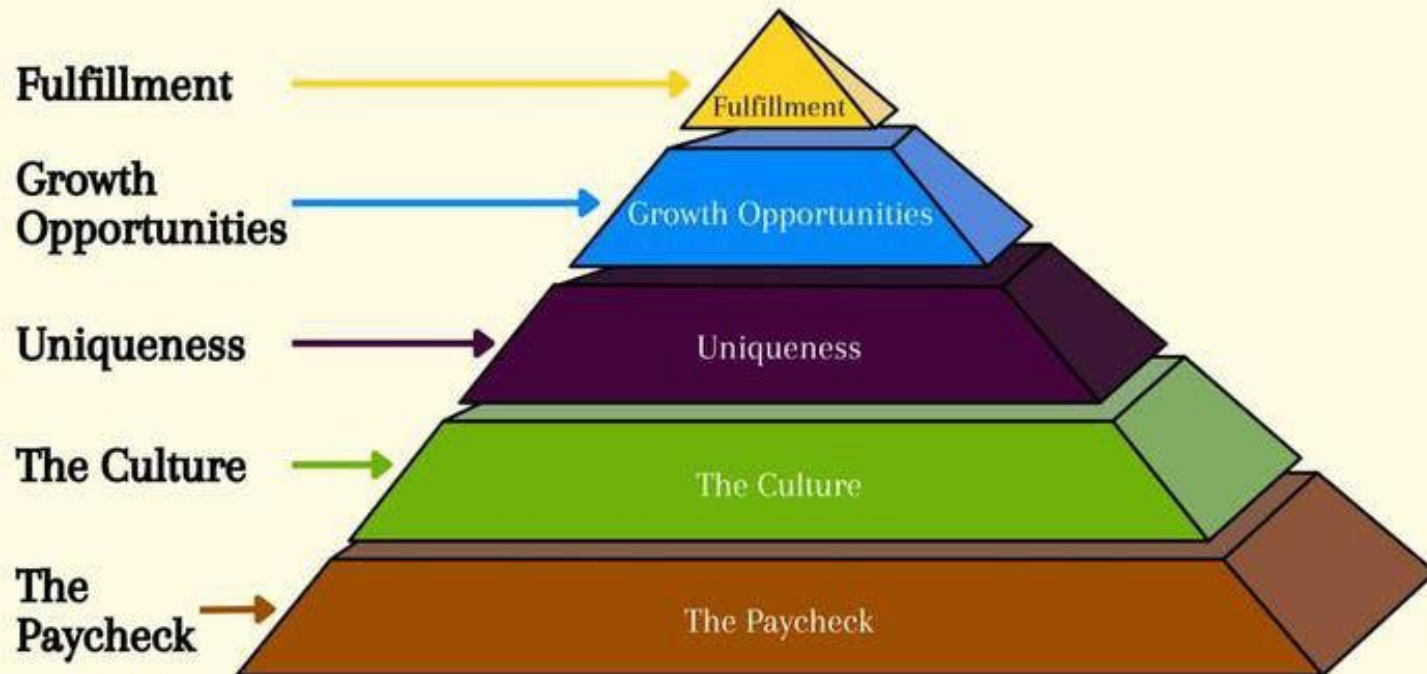 Fulfillment
Fulfillment
Growth
Opportunities
Growth Opportunities
Uniqueness
Uniqueness
The Culture
The Culture
The
Paycheck
The Paycheck